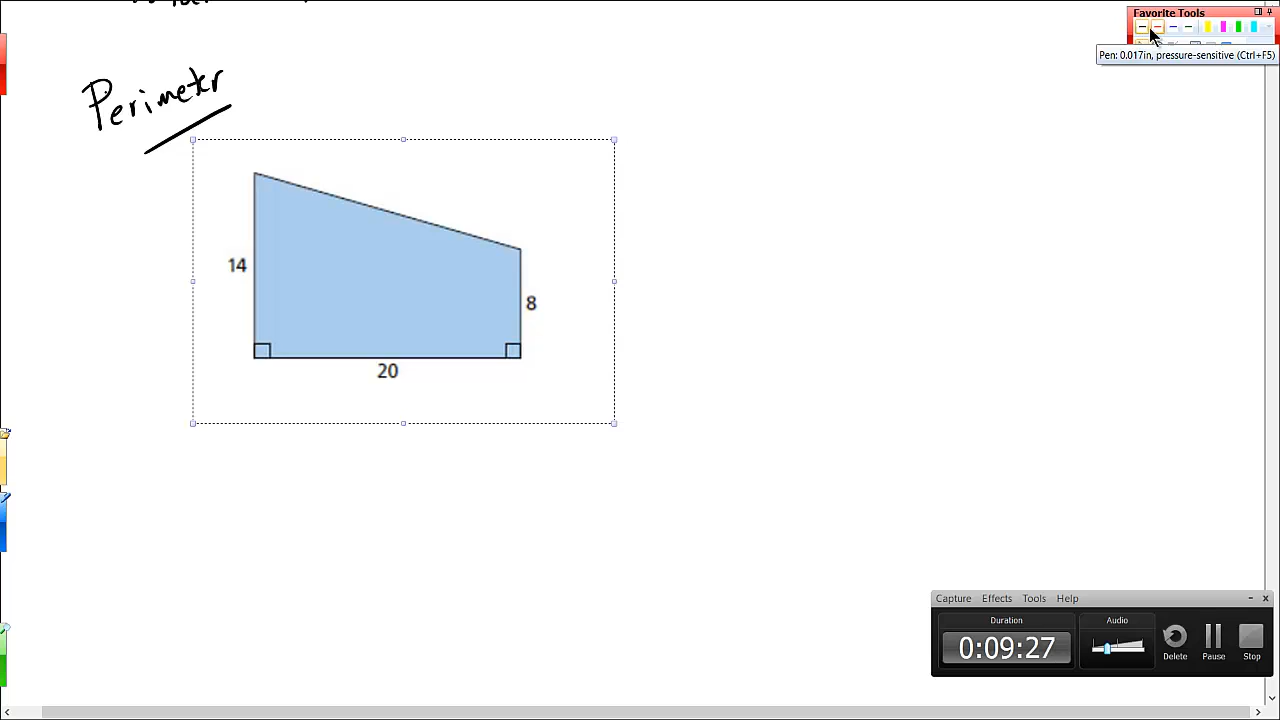 Favorite Tools
Pen: 0.017in, pressure-sensitive (Ctrl+F5)
Perimeter
14
8
20
Capture Effects Tools Help
Duration
Audio
0:09:27
Delete
Pause
Stop